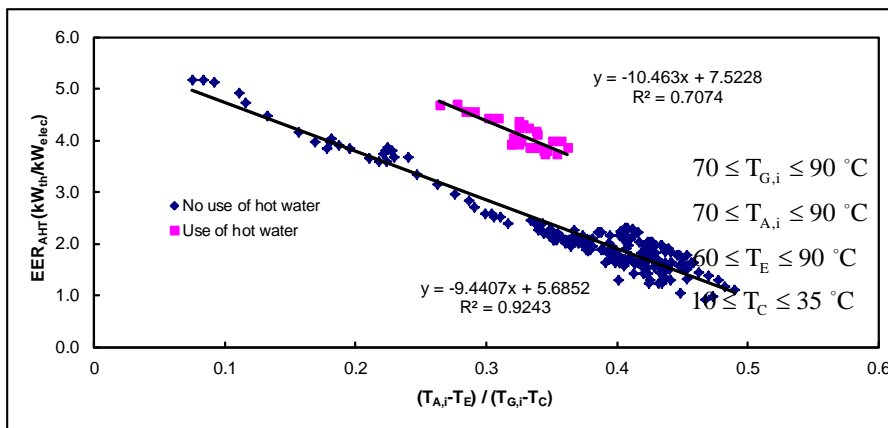 6.0
5.0
4.0
3.0
2.0
1.0
0.0
EER_AHT (kW_th/kW_elec)
y = -10.463x + 7.5228
R² = 0.7074
No use of hot water
Use of hot water
y = -9.4407x + 5.6852
R² = 0.9243
70 ≤ T_G,i ≤ 90 °C
70 ≤ T_A,i ≤ 90 °C
60 ≤ T_E ≤ 90 °C
10 ≤ T_C ≤ 35 °C
0 0.1 0.2 0.3 0.4 0.5 0.6
(T_A,i-T_E) / (T_G,i-T_C)